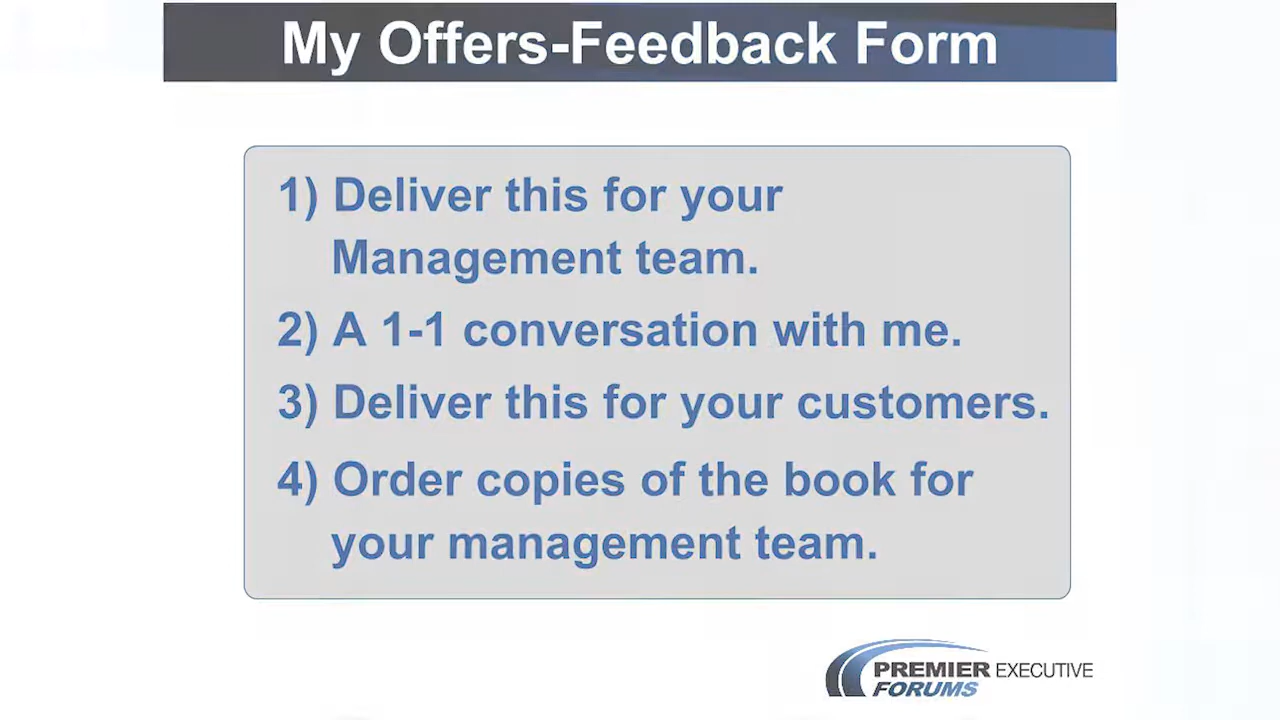 My Offers-Feedback Form
1) Deliver this for your
Management team.
2) A 1-1 conversation with me.
3) Deliver this for your customers.
4) Order copies of the book for
your management team.
PREMIER EXECUTIVE
FORUMS